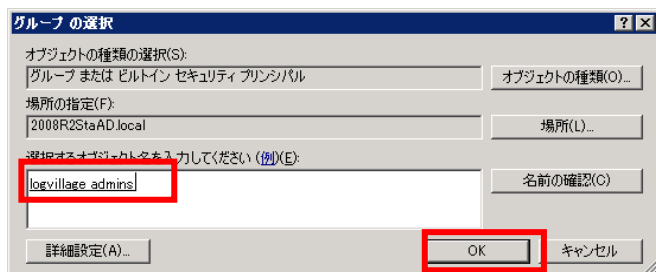 グループ の選択
オブジェクトの種類の選択(S):
グループ または ビルトイン セキュリティ プリンシパル
オブジェクトの種類(O)...
場所の指定(F):
2008R2StaAD.local
場所(L)...
選択するオブジェクト名を入力してください (例)(E):
logvillage admins
名前の確認(C)
詳細設定(A)...
OK
キャンセル